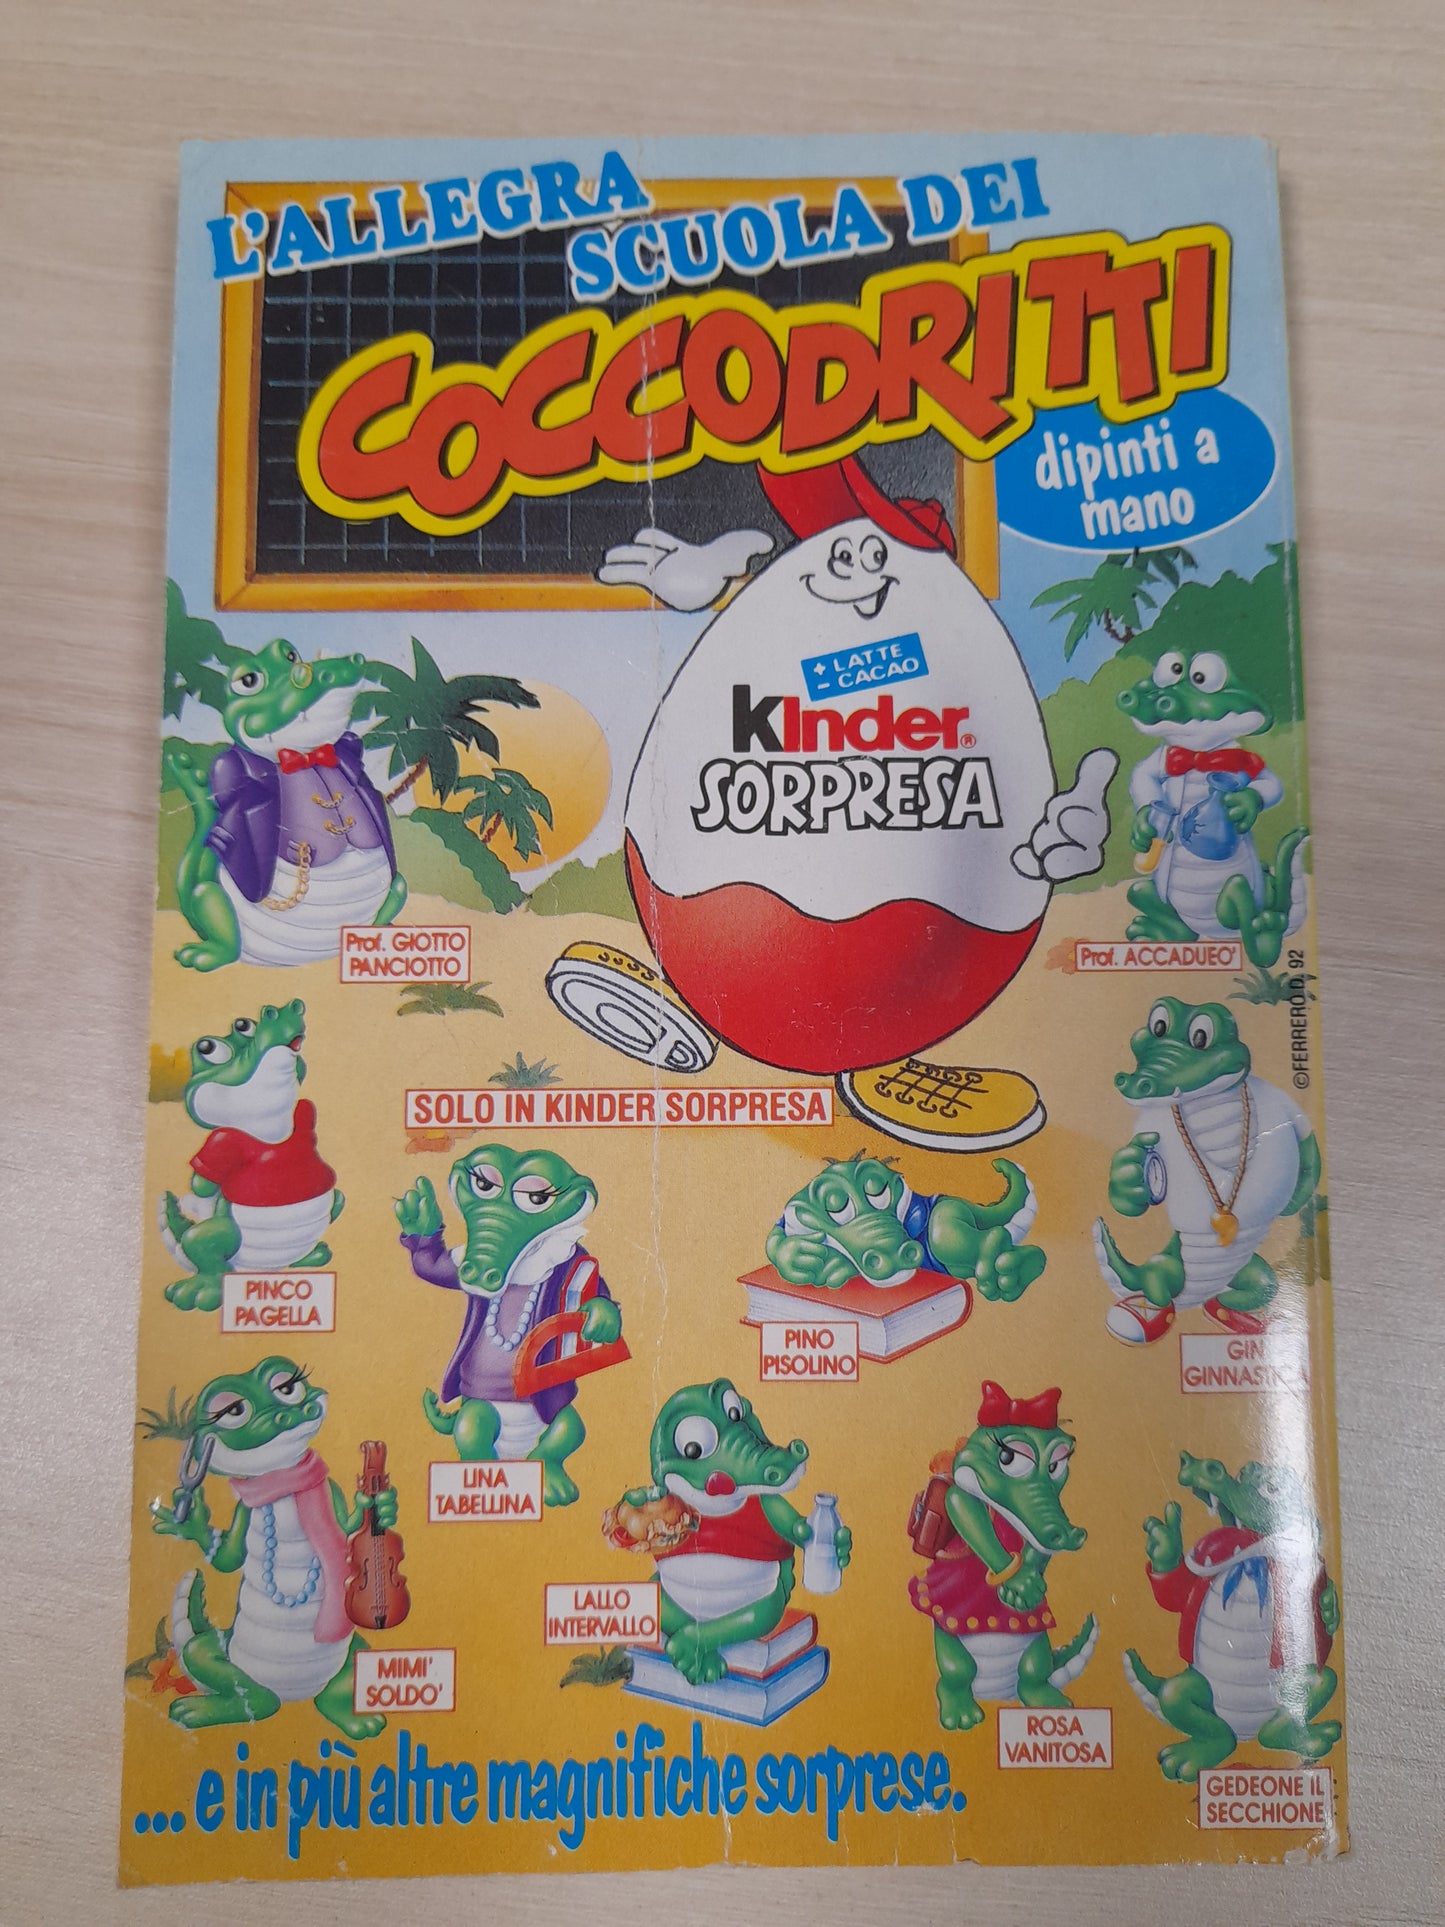 L'ALLEGRA
SCUOLA DEI
COCCODRITTI
dipinti a
mano
+ LATTE
- CACAO
Kinder®
SORPRESA
Prof. GIOTTO
PANCIOTTO
Prof. ACCADUEO'
©FERRERO D. 92
SOLO IN KINDER SORPRESA
PINCO
PAGELLA
PINO
PISOLINO
GIN
GINNASTICA
LINA
TABELLINA
LALLO
INTERVALLO
MIMI'
SOLDO'
ROSA
VANITOSA
GEDEONE IL
SECCHIONE
... e in più altre magnifiche sorprese.